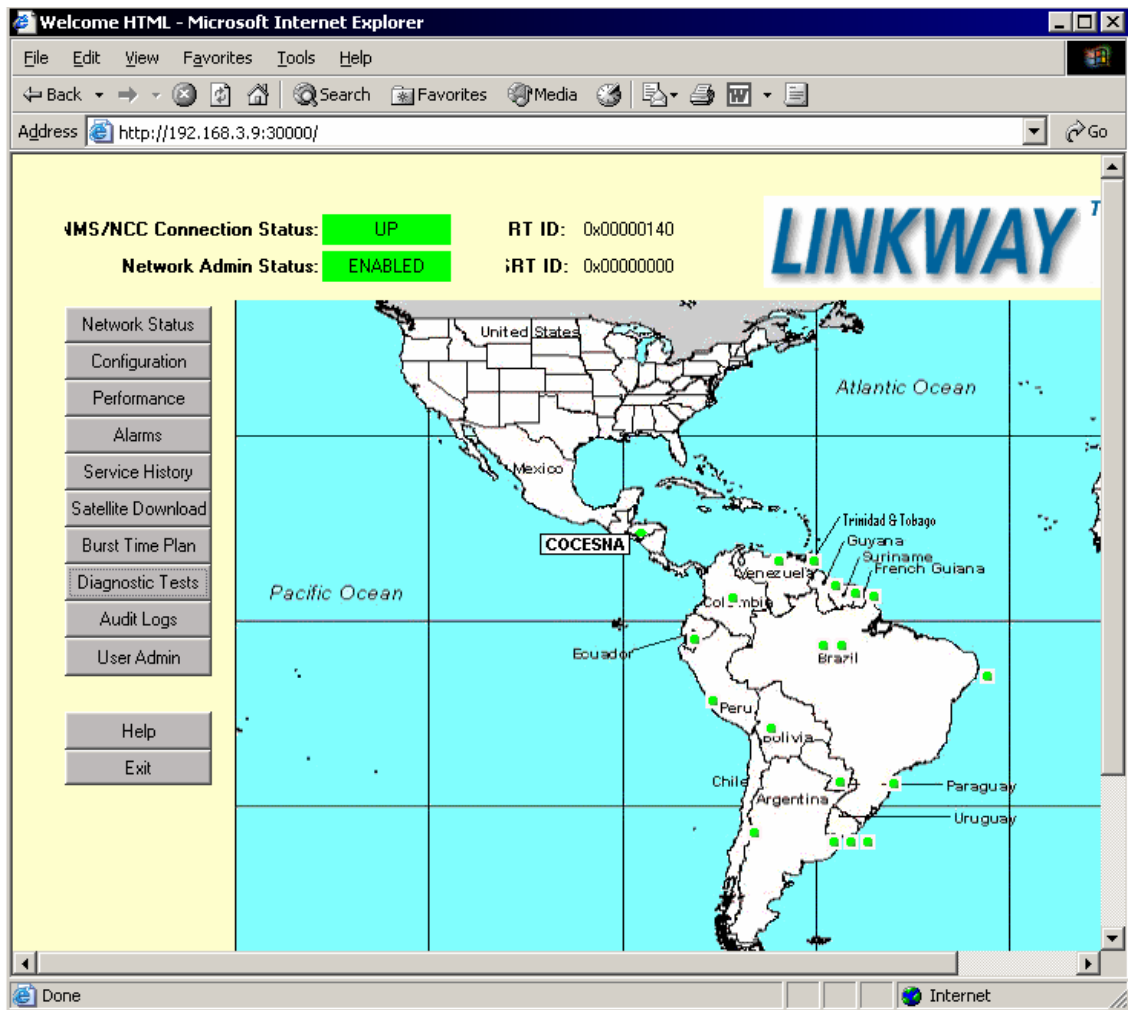 Welcome HTML - Microsoft Internet Explorer
File Edit View Favorites Tools Help
Back Search Favorites Media
Address http://192.168.3.9:30000/ Go
NMS/NCC Connection Status: UP RT ID: 0x00000140
Network Admin Status: ENABLED SRT ID: 0x00000000
LINKWAY T
Network Status
Configuration
Performance
Alarms
Service History
Satellite Download
Burst Time Plan
Diagnostic Tests
Audit Logs
User Admin
Help
Exit
United States
Atlantic Ocean
Mexico
Trinidad & Tobago
COCESNA
Guyana
Suriname
French Guiana
Venezuela
Pacific Ocean
Colombia
Ecuador
Brazil
Peru
Bolivia
Chile
Paraguay
Argentina
Uruguay
Done Internet